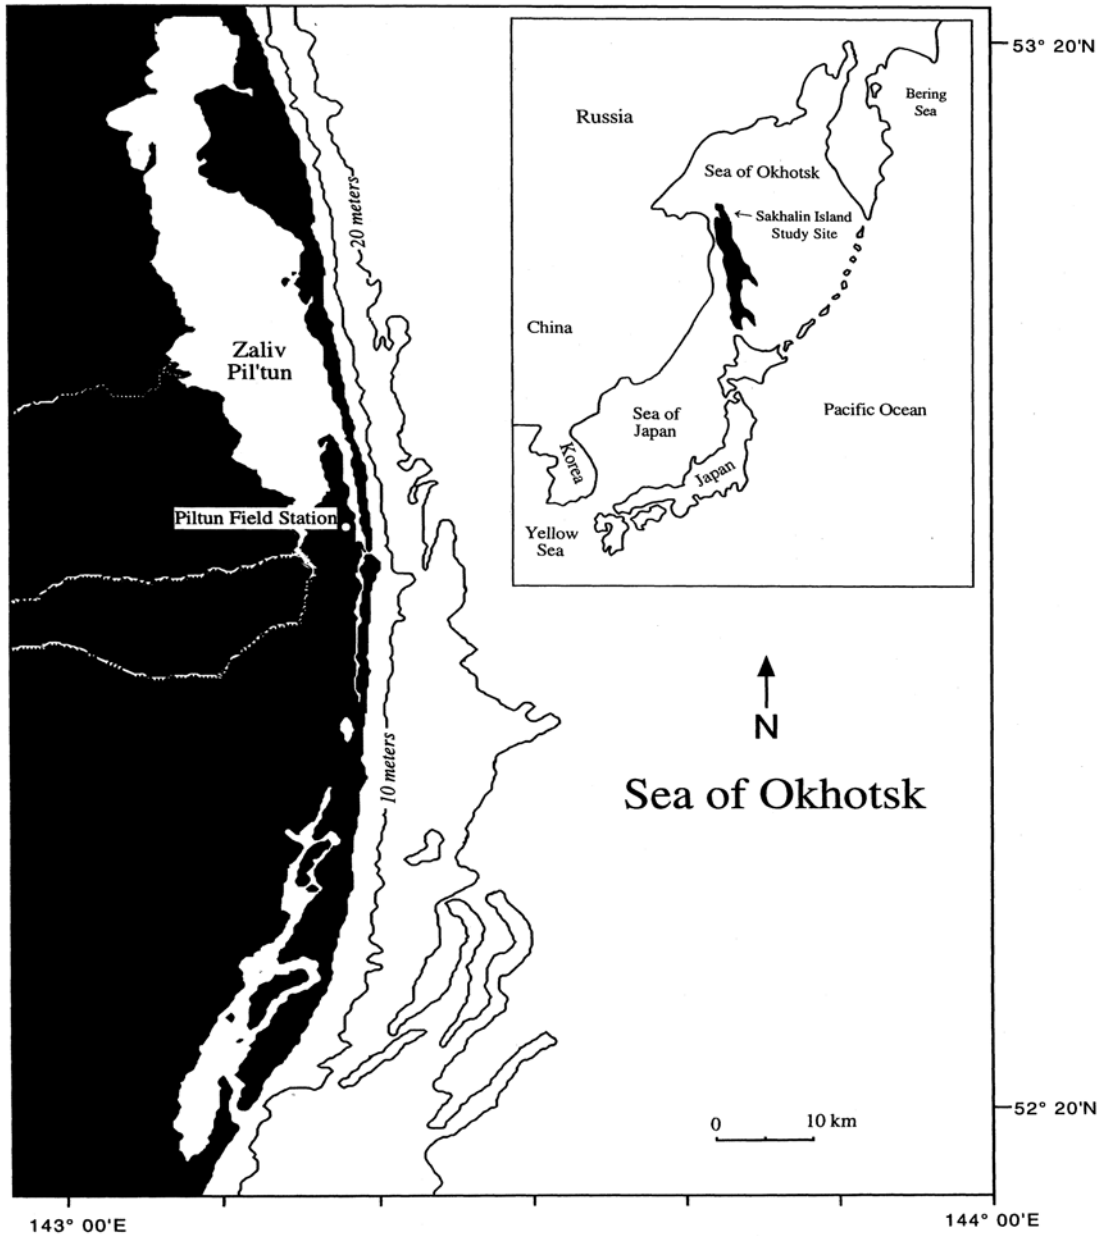 53° 20'N
Russia
Bering
Sea
Sea of Okhotsk
Sakhalin Island
Study Site
20 meters
China
Zaliv
Pil'tun
Sea of
Japan
Pacific Ocean
Korea
Japan
Piltun Field Station
Yellow
Sea
N
10 meters
Sea of Okhotsk
0 10 km
52° 20'N
143° 00'E
144° 00'E